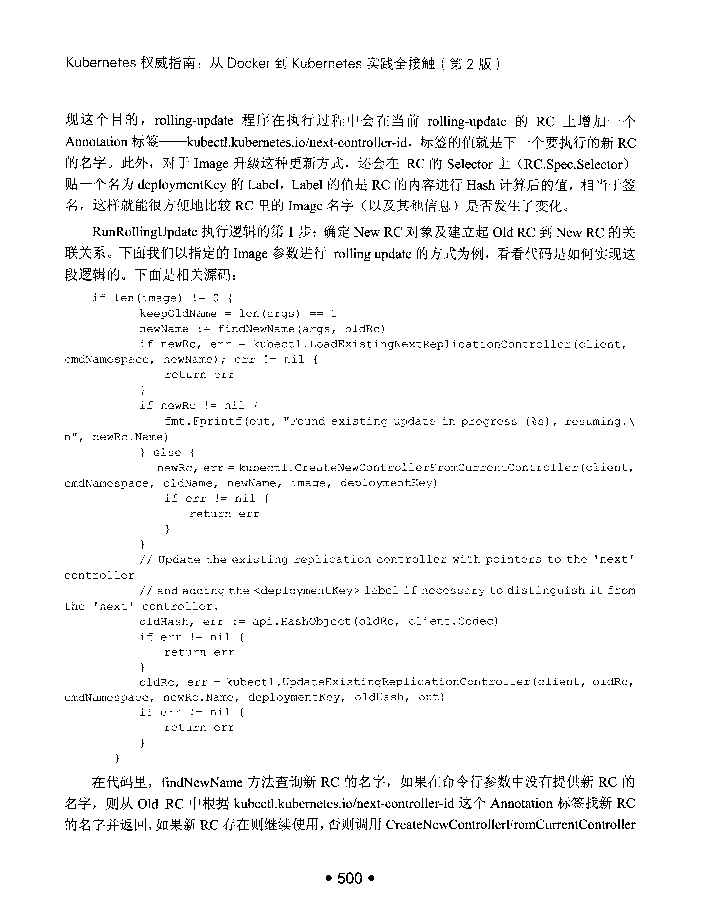 Kubernetes 权威指南：从 Docker 到 Kubernetes 实践全接触（第 2 版）
现这个目的，rolling-update 程序在执行过程中会在当前 rolling-update 的 RC 上增加一个
Annotation 标签——kubectl.kubernetes.io/next-controller-id，标签的值就是下一个要执行的新 RC
的名字。此外，对于 Image 升级这种更新方式，还会在 RC 的 Selector 上（RC.Spec.Selector）
贴一个名为 deploymentKey 的 Label，Label 的值是 RC 的内容进行 Hash 计算后的值，相当于签
名，这样就能很方便地比较 RC 里的 Image 名字（以及其他信息）是否发生了变化。
RunRollingUpdate 执行逻辑的第 1 步：确定 New RC 对象及建立起 Old RC 到 New RC 的关
联关系。下面我们以指定的 Image 参数进行 rolling update 的方式为例，看看代码是如何实现这
段逻辑的。下面是相关源码：
if len(image) != 0 {
keepOldName = len(args) == 1
newName := findNewName(args, oldRc)
if newRc, err = kubectl.LoadExistingNextReplicationController(client,
cmdNamespace, newName); err != nil {
return err
}
if newRc != nil {
fmt.Fprintf(out, "Found existing update in progress (%s), resuming.\
n", newRc.Name)
} else {
newRc, err = kubectl.CreateNewControllerFromCurrentController(client,
cmdNamespace, oldName, newName, image, deploymentKey)
if err != nil {
return err
}
}
// Update the existing replication controller with pointers to the 'next'
controller
// and adding the <deploymentKey> label if necessary to distinguish it from
the 'next' controller.
oldHash, err := api.HashObject(oldRc, client.Codec)
if err != nil {
return err
}
oldRc, err = kubectl.UpdateExistingReplicationController(client, oldRc,
cmdNamespace, newRc.Name, deploymentKey, oldHash, out)
if err != nil {
return err
}
}
在代码里，findNewName 方法查询新 RC 的名字，如果在命令行参数中没有提供新 RC 的
名字，则从 Old RC 中根据 kubectl.kubernetes.io/next-controller-id 这个 Annotation 标签找新 RC
的名字并返回，如果新 RC 存在则继续使用，否则调用 CreateNewControllerFromCurrentController
• 500 •